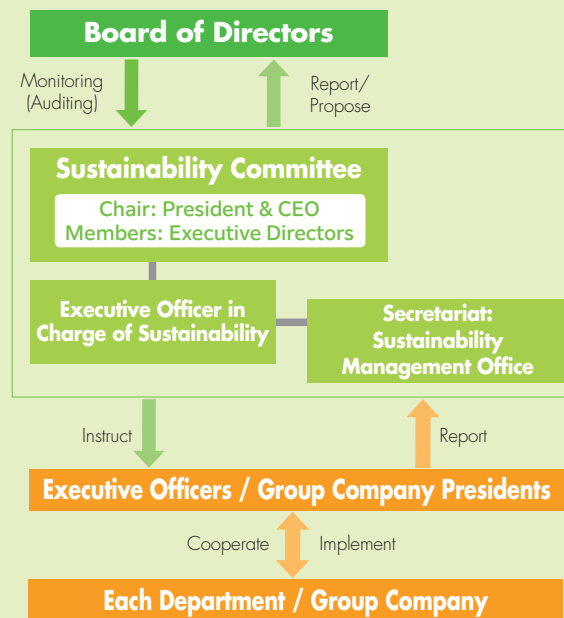 Board of Directors
Monitoring
(Auditing)
Report/
Propose
Sustainability Committee
Chair: President & CEO
Members: Executive Directors
Executive Officer in
Charge of Sustainability
Secretariat:
Sustainability
Management Office
Instruct
Report
Executive Officers / Group Company Presidents
Cooperate
Implement
Each Department / Group Company